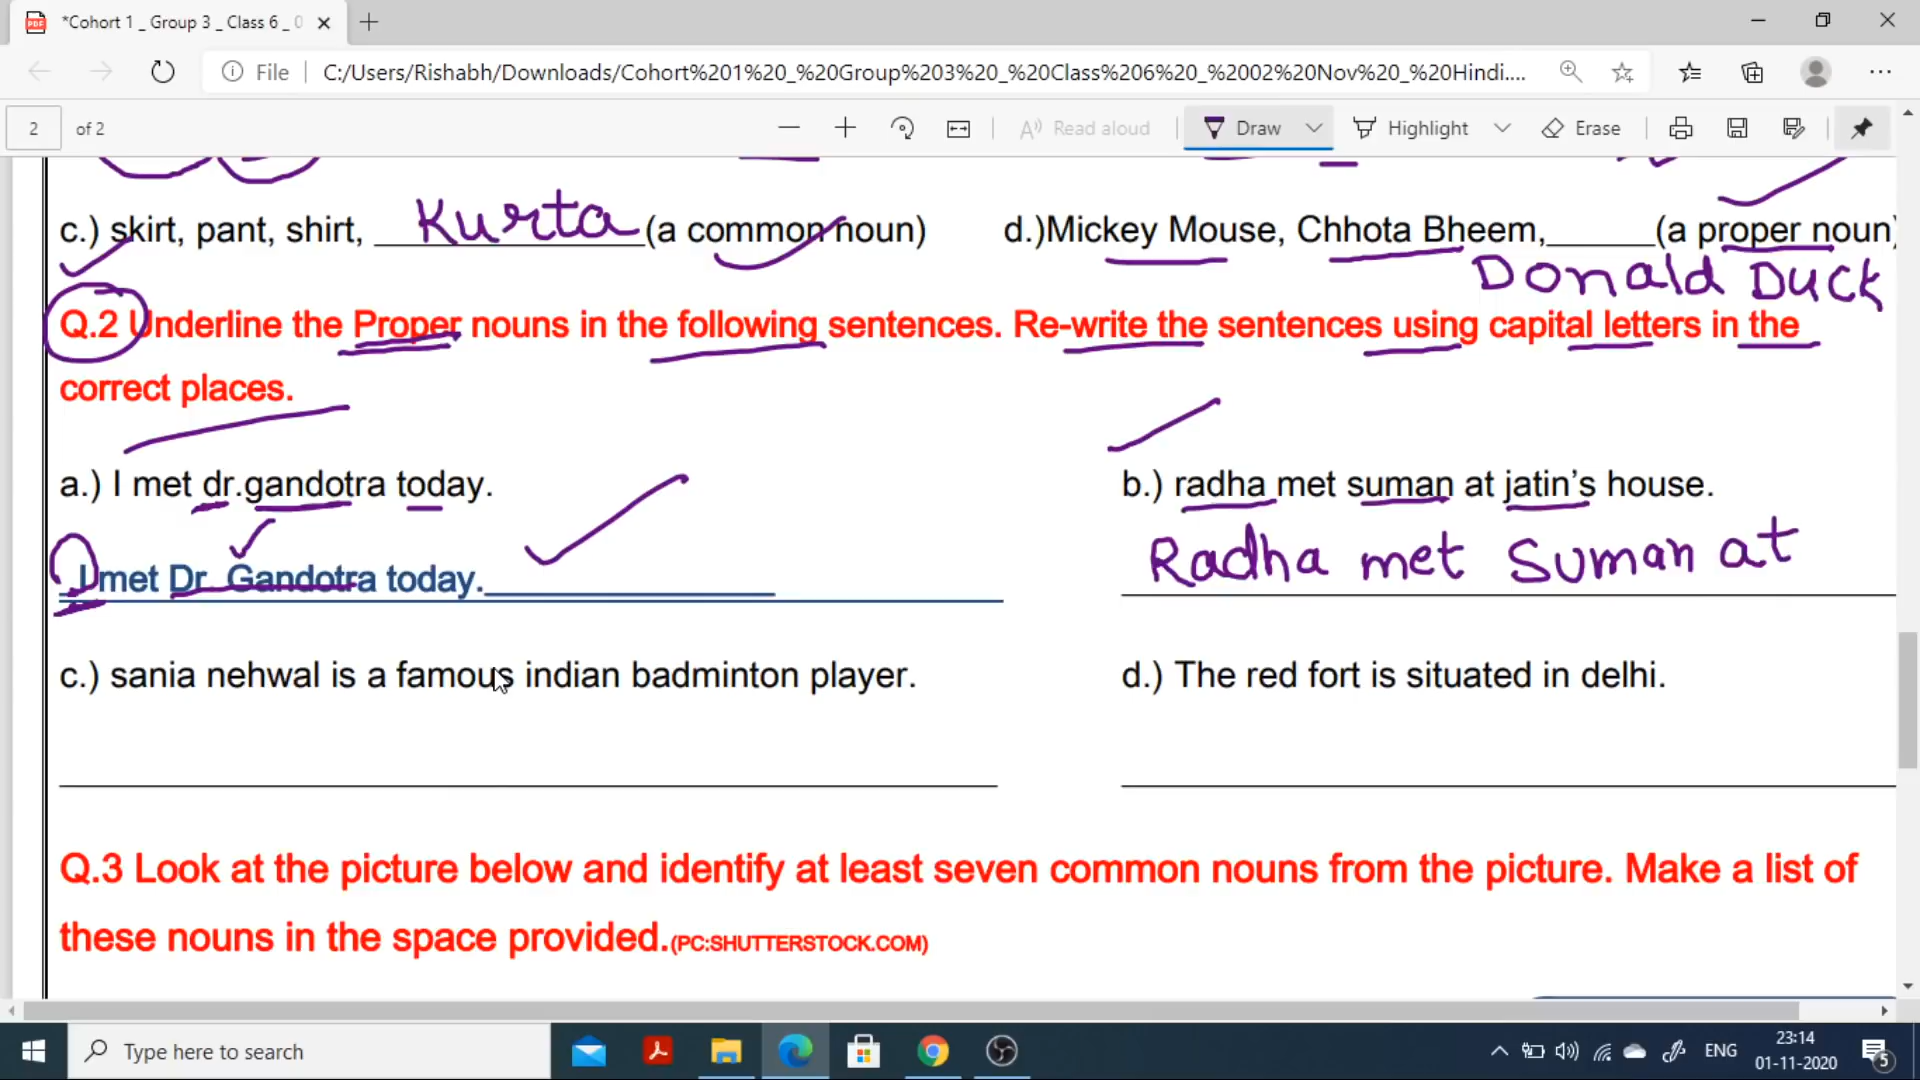 *Cohort 1 _ Group 3 _ Class 6 _ 0
File
C:/Users/Rishabh/Downloads/Cohort%201%20_%20Group%203%20_%20Class%206%20_%2002%20Nov%20_%20Hindi....
2 of 2
Read aloud
Draw
Highlight
Erase
c.) skirt, pant, shirt, Kurta (a common noun)
d.)Mickey Mouse, Chhota Bheem,______(a proper noun)
Donald Duck
Q.2 Underline the Proper nouns in the following sentences. Re-write the sentences using capital letters in the
correct places.
a.) I met dr.gandotra today.
b.) radha met suman at jatin's house.
I met Dr. Gandotra today.
Radha met Suman at
c.) sania nehwal is a famous indian badminton player.
d.) The red fort is situated in delhi.
Q.3 Look at the picture below and identify at least seven common nouns from the picture. Make a list of
these nouns in the space provided.(PC:SHUTTERSTOCK.COM)
Type here to search
ENG
23:14
01-11-2020
5